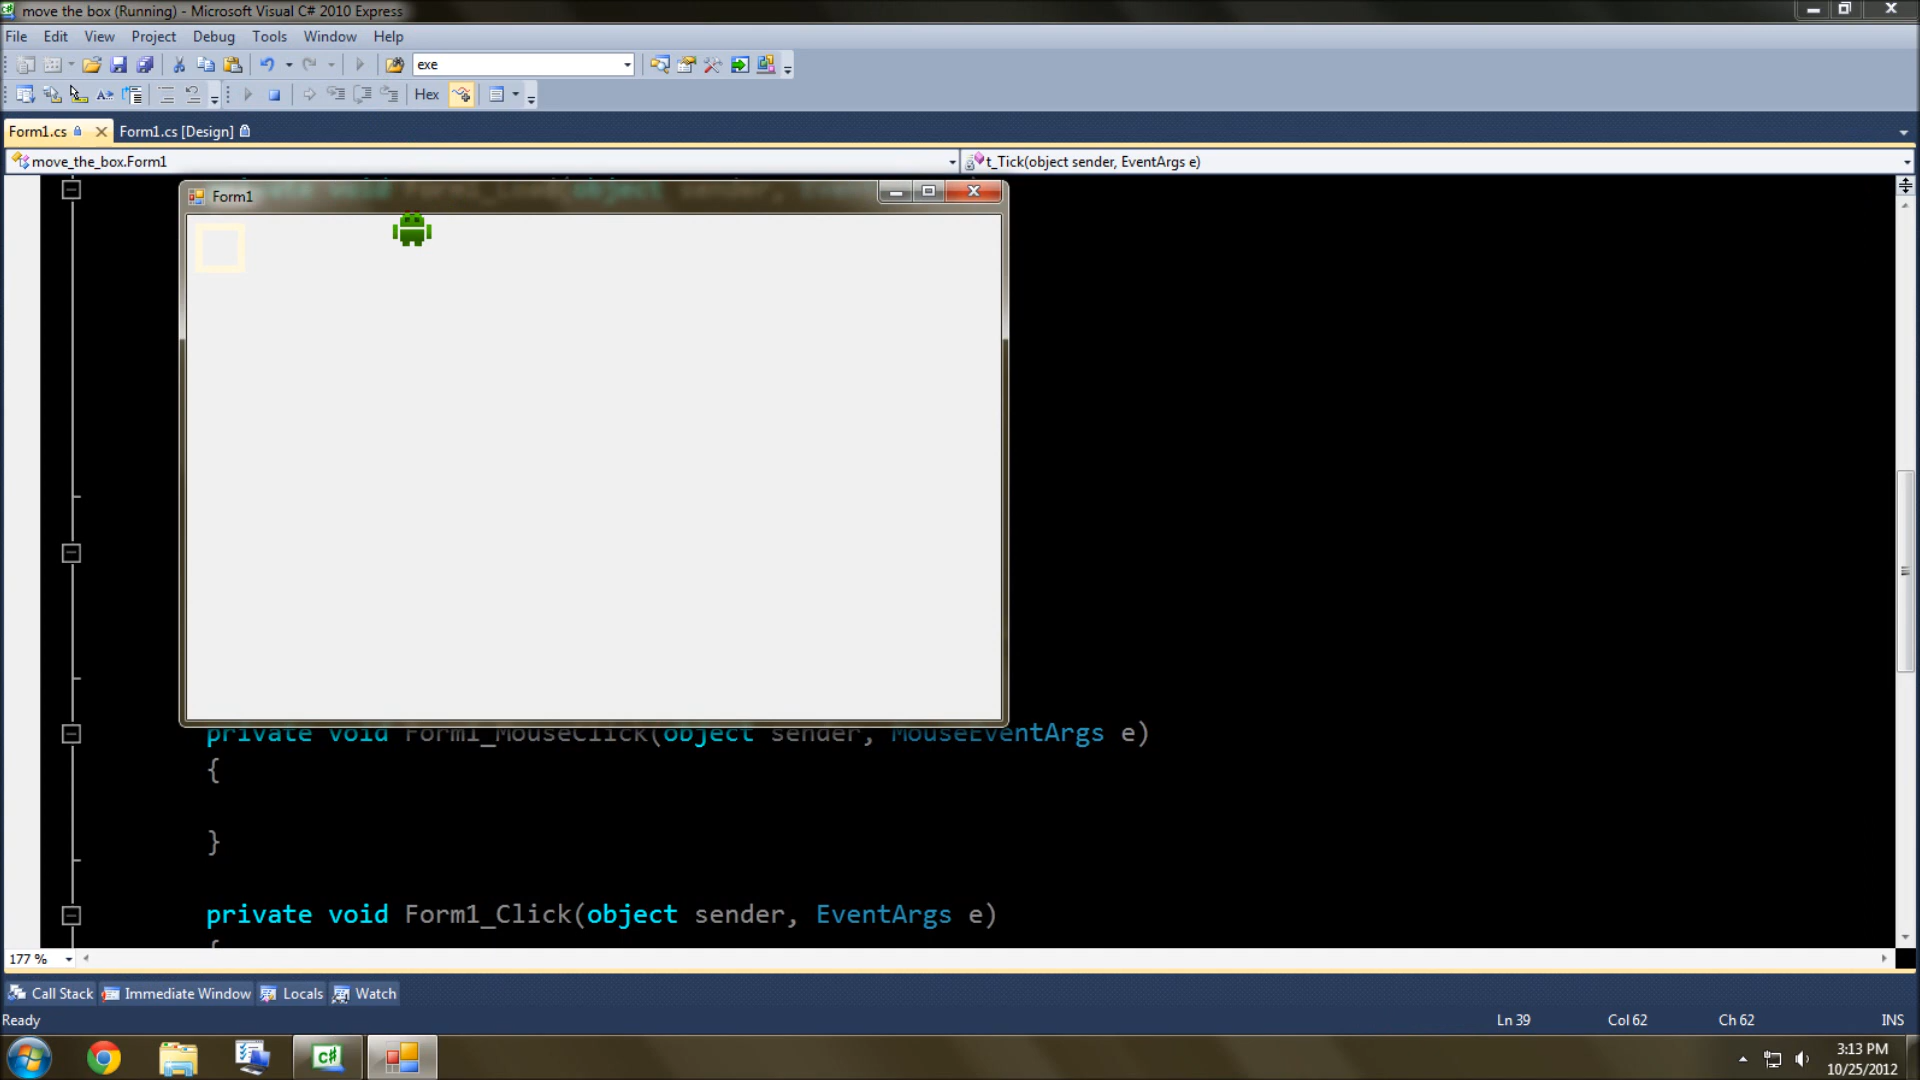 move the box (Running) - Microsoft Visual C# 2010 Express
File Edit View Project Debug Tools Window Help
exe
Hex
Form1.cs Form1.cs [Design]
move_the_box.Form1 t_Tick(object sender, EventArgs e)
Form1
private void Form1_MouseClick(object sender, MouseEventArgs e)
{
}
private void Form1_Click(object sender, EventArgs e)
{
177 %
Call Stack Immediate Window Locals Watch
Ready Ln 39 Col 62 Ch 62 INS
3:13 PM
10/25/2012